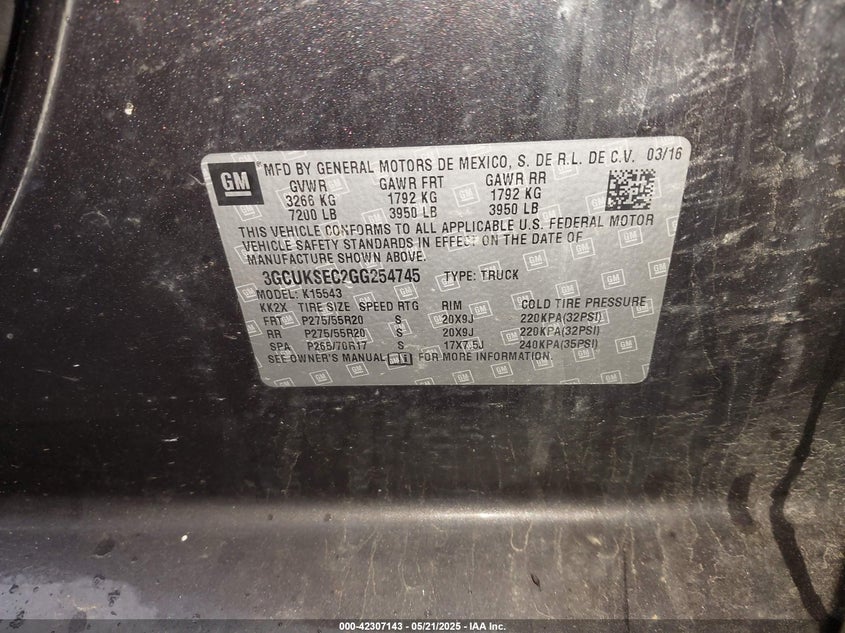 GM
MFD BY GENERAL MOTORS DE MEXICO, S. DE R.L. DE C.V. 03/16
GVWR GAWR FRT GAWR RR
3266 KG 1792 KG 1792 KG
7200 LB 3950 LB 3950 LB
THIS VEHICLE CONFORMS TO ALL APPLICABLE U.S. FEDERAL MOTOR
VEHICLE SAFETY STANDARDS IN EFFECT ON THE DATE OF
MANUFACTURE SHOWN ABOVE.
3GCUKSEC2GG254745 TYPE: TRUCK
MODEL: K15543
KK2X TIRE SIZE SPEED RTG RIM COLD TIRE PRESSURE
FRT P275/55R20 S 20X9J 220KPA(32PSI)
RR P275/55R20 S 20X9J 220KPA(32PSI)
SPA P265/70R17 S 17X7.5J 240KPA(35PSI)
SEE OWNER'S MANUAL FOR MORE INFORMATION.
000-42307143 - 05/21/2025 - IAA Inc.